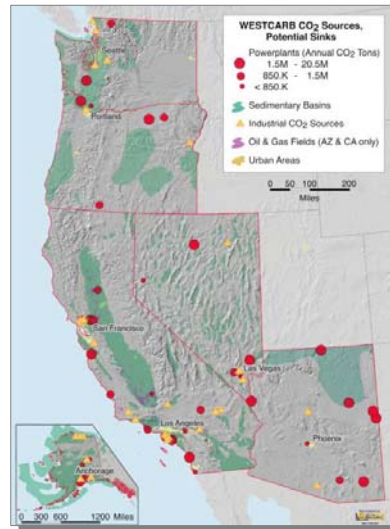 WESTCARB CO2 Sources,
Potential Sinks
Powerplants (Annual CO2 Tons)
1.5M - 20.5M
850.K - 1.5M
< 850.K
Sedimentary Basins
Industrial CO2 Sources
Oil & Gas Fields (AZ & CA only)
Urban Areas
0 50 100 200
Miles
Seattle
Portland
San Francisco
Las Vegas
Los Angeles
Phoenix
Anchorage
0 300 600 1200 Miles